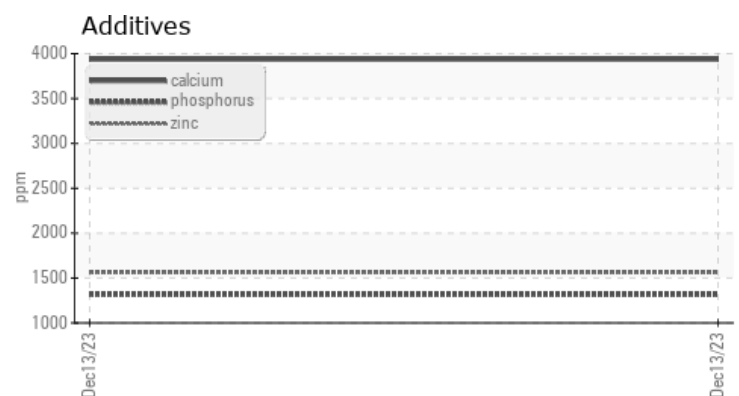 Additives
4000
3500
3000
2500
2000
1500
1000
ppm
calcium
phosphorus
zinc
Dec13/23
Dec13/23